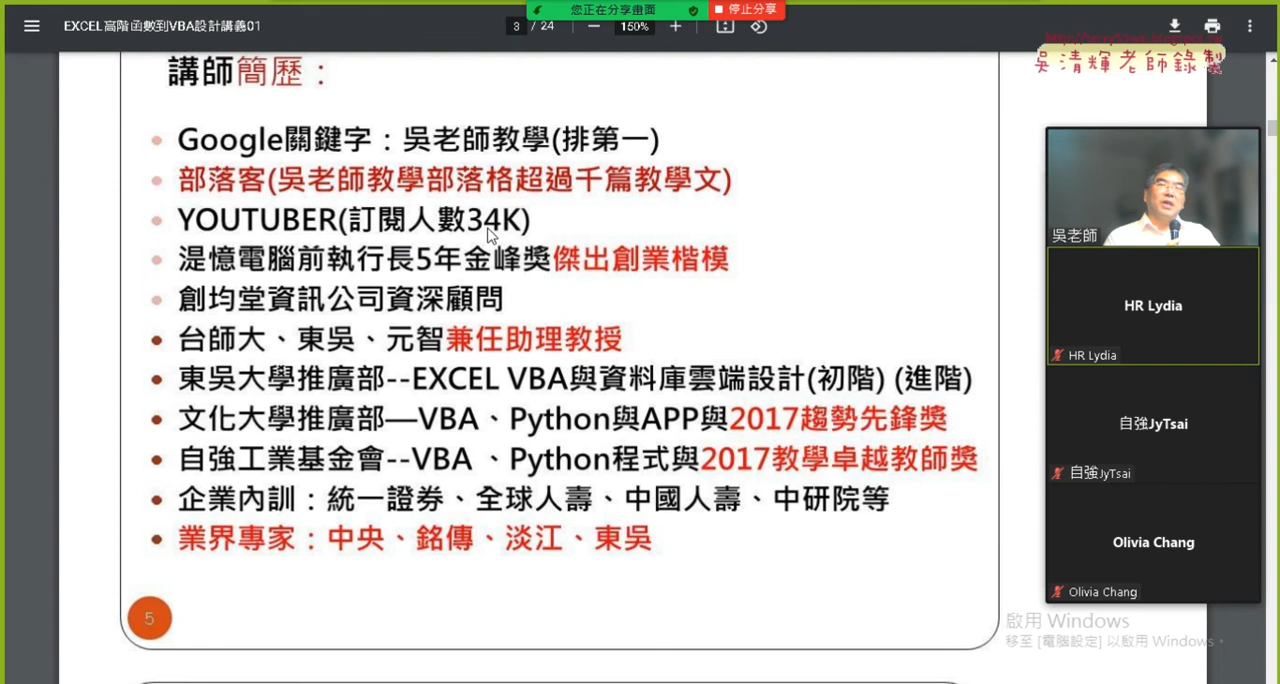 您正在分享畫面
停止分享
EXCEL高階函數到VBA設計講義01
3 / 24
150%
吳清輝老師錄製
講師簡歷：
Google關鍵字：吳老師教學(排第一)
部落客(吳老師教學部落格超過千篇教學文)
YOUTUBER(訂閱人數34K)
湜憶電腦前執行長5年金峰獎傑出創業楷模
創均堂資訊公司資深顧問
台師大、東吳、元智兼任助理教授
東吳大學推廣部--EXCEL VBA與資料庫雲端設計(初階) (進階)
文化大學推廣部—VBA、Python與APP與2017趨勢先鋒獎
自強工業基金會--VBA 、Python程式與2017教學卓越教師獎
企業內訓：統一證券、全球人壽、中國人壽、中研院等
業界專家：中央、銘傳、淡江、東吳
5
吳老師
HR Lydia
HR Lydia
自強JyTsai
自強JyTsai
Olivia Chang
Olivia Chang
啟用 Windows
移至 [電腦設定] 以啟用 Windows。